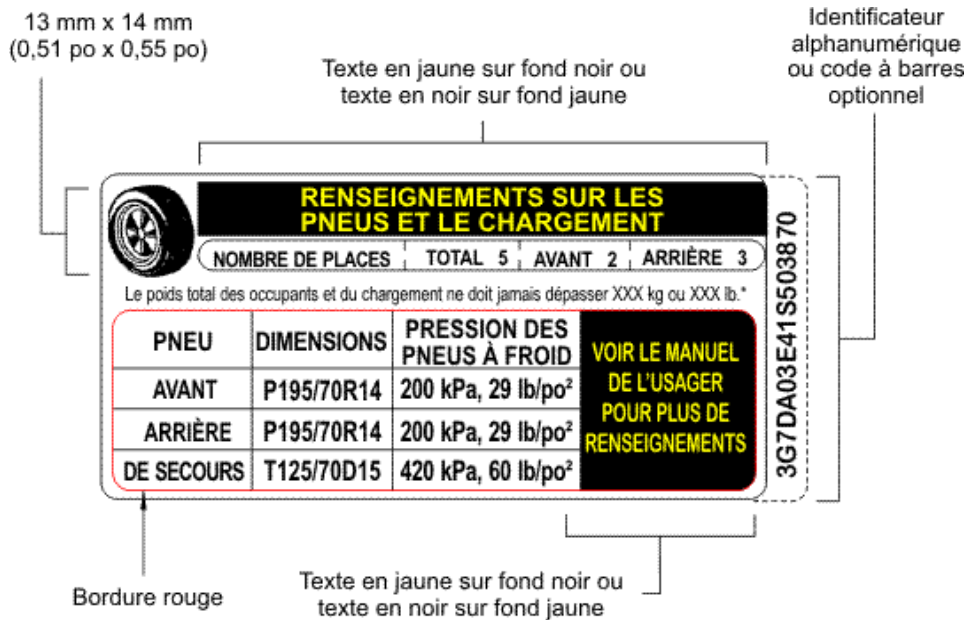 13 mm x 14 mm
(0,51 po x 0,55 po)
Texte en jaune sur fond noir ou
texte en noir sur fond jaune
Identificateur
alphanumérique
ou code à barres
optionnel
RENSEIGNEMENTS SUR LES
PNEUS ET LE CHARGEMENT
NOMBRE DE PLACES TOTAL 5 AVANT 2 ARRIÈRE 3
Le poids total des occupants et du chargement ne doit jamais dépasser XXX kg ou XXX lb.*
PNEU DIMENSIONS PRESSION DES
PNEUS À FROID
AVANT P195/70R14 200 kPa, 29 lb/po²
ARRIÈRE P195/70R14 200 kPa, 29 lb/po²
DE SECOURS T125/70D15 420 kPa, 60 lb/po²
VOIR LE MANUEL
DE L'USAGER
POUR PLUS DE
RENSEIGNEMENTS
3G7DA03E41S503870
Bordure rouge
Texte en jaune sur fond noir ou
texte en noir sur fond jaune